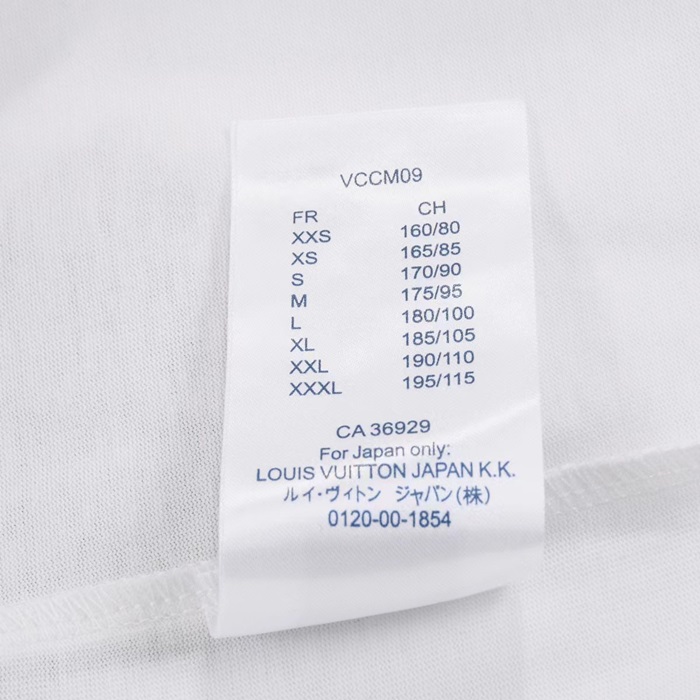 VCCM09
FR CH
XXS 160/80
XS 165/85
S 170/90
M 175/95
L 180/100
XL 185/105
XXL 190/110
XXXL 195/115
CA 36929
For Japan only:
LOUIS VUITTON JAPAN K.K.
ルイ・ヴィトン ジャパン(株)
0120-00-1854